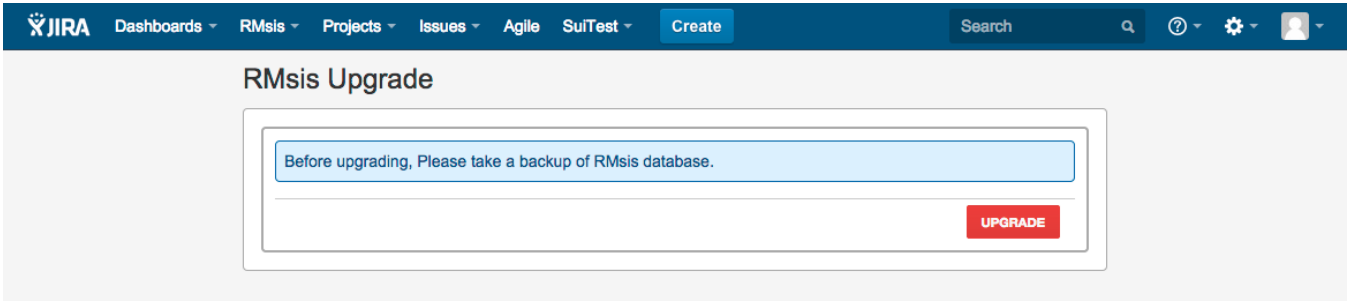 JIRA Dashboards RMsis Projects Issues Agile SuiTest Create Search
RMsis Upgrade
Before upgrading, Please take a backup of RMsis database.
UPGRADE